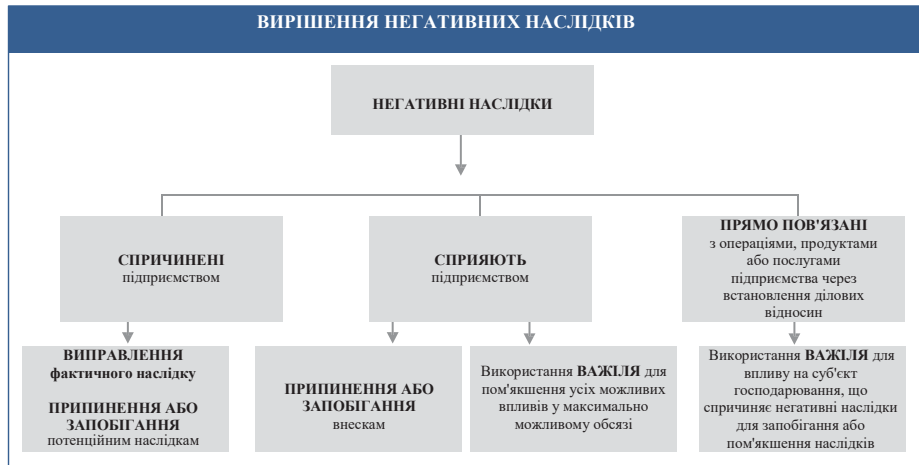 ВИРІШЕННЯ НЕГАТИВНИХ НАСЛІДКІВ
НЕГАТИВНІ НАСЛІДКИ
СПРИЧИНЕНІ
підприємством
СПРИЯЮТЬ
підприємством
ПРЯМО ПОВ'ЯЗАНІ
з операціями, продуктами
або послугами
підприємства через
встановлення ділових
відносин
ВИПРАВЛЕННЯ
фактичного наслідку
ПРИПИНЕННЯ АБО
ЗАПОБІГАННЯ
потенційним наслідкам
ПРИПИНЕННЯ АБО
ЗАПОБІГАННЯ
внескам
Використання ВАЖІЛЯ для
пом'якшення усіх можливих
впливів у максимально
можливому обсязі
Використання ВАЖІЛЯ для
впливу на суб'єкт
господарювання, що
спричиняє негативні наслідки
для запобігання або
пом'якшення наслідків